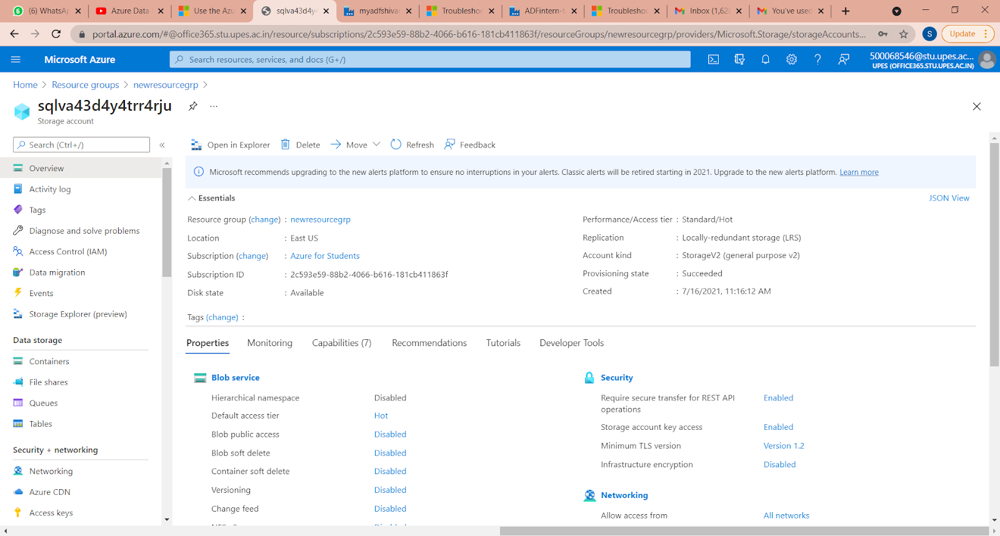 (6) WhatsAp
Azure Data
Use the Azu
sqlva43d4y
myadfshivan
Troubleshoo
ADFintern-t
Troubleshoo
Inbox (1,628
You've used
portal.azure.com/#@office365.stu.upes.ac.in/resource/subscriptions/2c593e59-88b2-4066-b616-181cb411863f/resourceGroups/newresourcegrp/providers/Microsoft.Storage/storageAccounts...
S
Update
Microsoft Azure
Search resources, services, and docs (G+/)
500068546@stu.upes.ac...
UPES (OFFICE365.STU.UPES.AC.IN)
Home > Resource groups > newresourcegrp >
sqlva43d4y4trr4rju
...
Storage account
Search (Ctrl+/)
«
Overview
Activity log
Tags
Diagnose and solve problems
Access Control (IAM)
Data migration
Events
Storage Explorer (preview)
Data storage
Containers
File shares
Queues
Tables
Security + networking
Networking
Azure CDN
Access keys
Open in Explorer
Delete
Move
Refresh
Feedback
Microsoft recommends upgrading to the new alerts platform to ensure no interruptions in your alerts. Classic alerts will be retired starting in 2021. Upgrade to the new alerts platform. Learn more
Essentials
JSON View
Resource group (change) : newresourcegrp
Location : East US
Subscription (change) : Azure for Students
Subscription ID : 2c593e59-88b2-4066-b616-181cb411863f
Disk state : Available
Performance/Access tier : Standard/Hot
Replication : Locally-redundant storage (LRS)
Account kind : StorageV2 (general purpose v2)
Provisioning state : Succeeded
Created : 7/16/2021, 11:16:12 AM
Tags (change) :
Properties
Monitoring
Capabilities (7)
Recommendations
Tutorials
Developer Tools
Blob service
Hierarchical namespace Disabled
Default access tier Hot
Blob public access Disabled
Blob soft delete Disabled
Container soft delete Disabled
Versioning Disabled
Change feed Disabled
Security
Require secure transfer for REST API Enabled
operations
Storage account key access Enabled
Minimum TLS version Version 1.2
Infrastructure encryption Disabled
Networking
Allow access from All networks